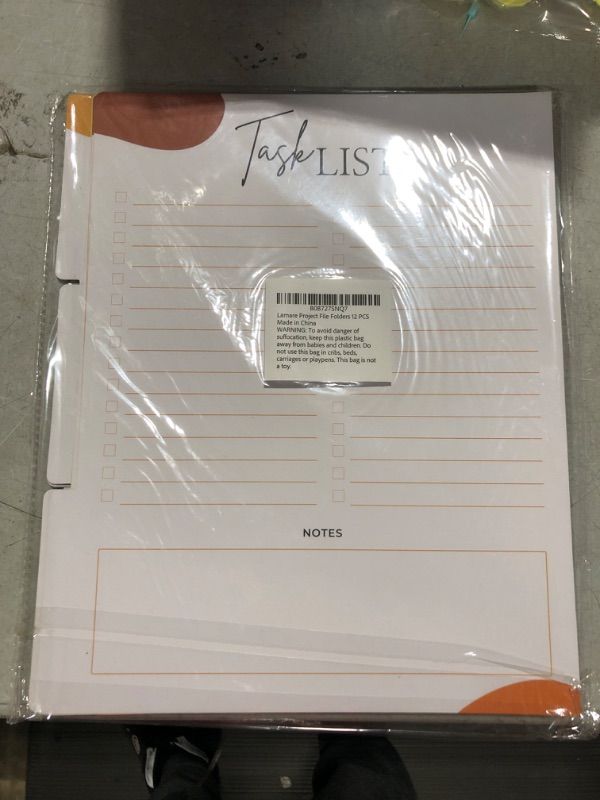 Task LIST
B0B7275NQ7
Lamare Project File Folders 12 PCS
Made in China
WARNING: To avoid danger of
suffocation, keep this plastic bag
away from babies and children. Do
not use this bag in cribs, beds,
carriages or playpens. This bag is not
a toy.
NOTES